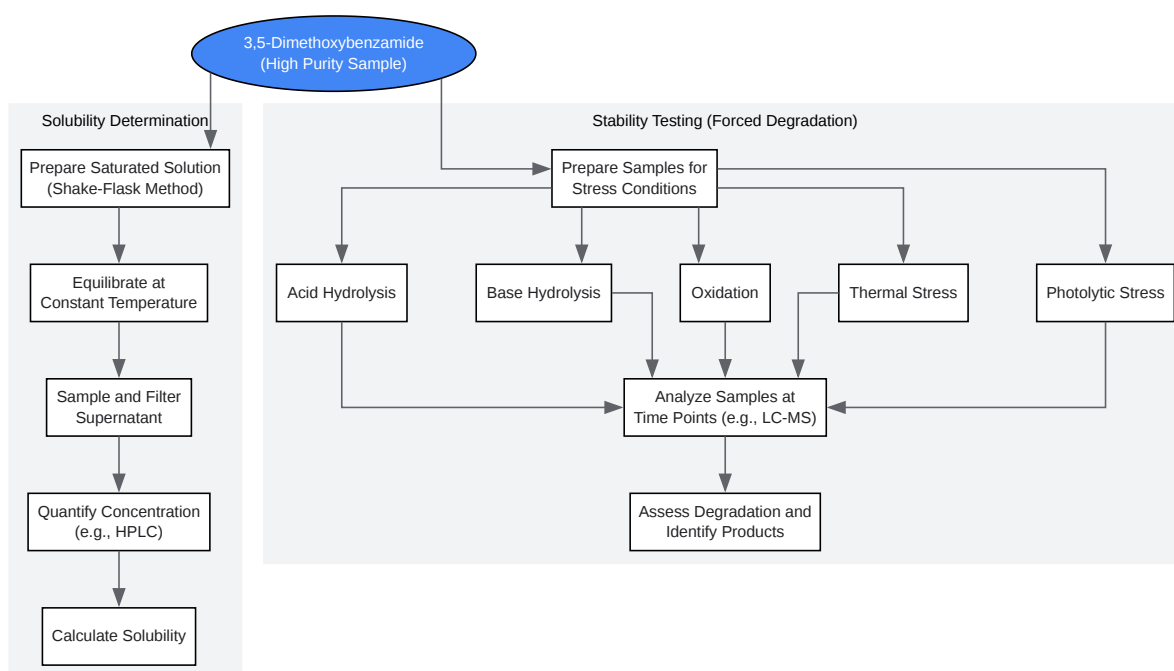 3,5-Dimethoxybenzamide
(High Purity Sample)
Solubility Determination
Prepare Saturated Solution
(Shake-Flask Method)
Equilibrate at
Constant Temperature
Sample and Filter
Supernatant
Quantify Concentration
(e.g., HPLC)
Calculate Solubility
Stability Testing (Forced Degradation)
Prepare Samples for
Stress Conditions
Acid Hydrolysis
Base Hydrolysis
Oxidation
Thermal Stress
Photolytic Stress
Analyze Samples at
Time Points (e.g., LC-MS)
Assess Degradation and
Identify Products